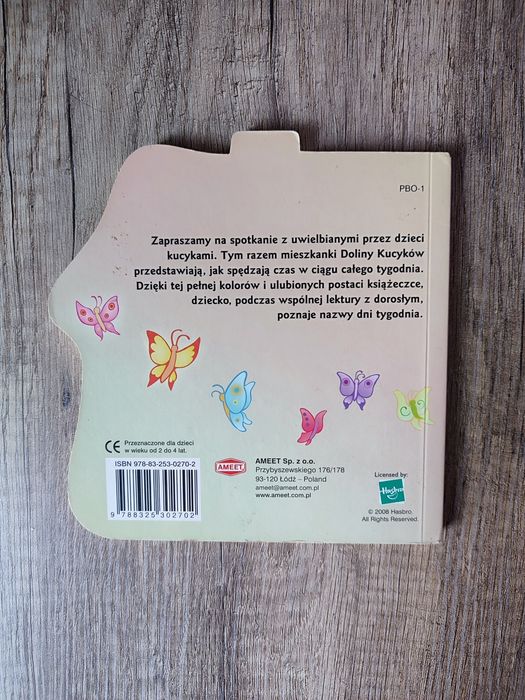 PBO-1
Zapraszamy na spotkanie z uwielbianymi przez dzieci
kucykami. Tym razem mieszkanki Doliny Kucyków
przedstawiają, jak spędzają czas w ciągu całego tygodnia.
Dzięki tej pełnej kolorów i ulubionych postaci książeczce,
dziecko, podczas wspólnej lektury z dorosłym,
poznaje nazwy dni tygodnia.
CE Przeznaczone dla dzieci
w wieku od 2 do 4 lat.
ISBN 978-83-253-0270-2
9 788325 302702
AMEET
AMEET Sp. z o.o.
Przybyszewskiego 176/178
93-120 Łódź – Poland
ameet@ameet.com.pl
www.ameet.com.pl
Licensed by:
Hasbro
© 2008 Hasbro.
All Rights Reserved.